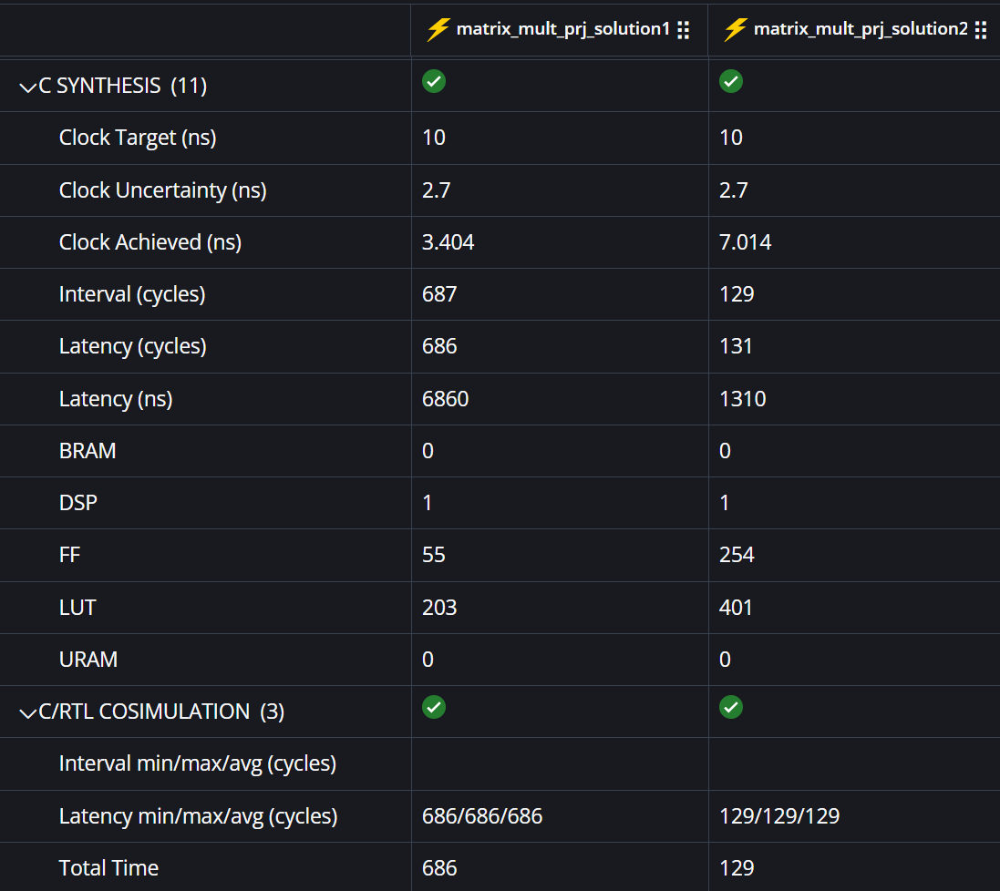 matrix_mult_prj_solution1 matrix_mult_prj_solution2
C SYNTHESIS (11)
Clock Target (ns) 10 10
Clock Uncertainty (ns) 2.7 2.7
Clock Achieved (ns) 3.404 7.014
Interval (cycles) 687 129
Latency (cycles) 686 131
Latency (ns) 6860 1310
BRAM 0 0
DSP 1 1
FF 55 254
LUT 203 401
URAM 0 0
C/RTL COSIMULATION (3)
Interval min/max/avg (cycles)
Latency min/max/avg (cycles) 686/686/686 129/129/129
Total Time 686 129